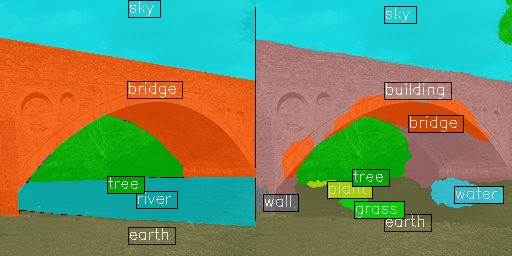 sky
bridge
tree
river
earth
sky
building
bridge
tree
plant
wall
water
grass
earth